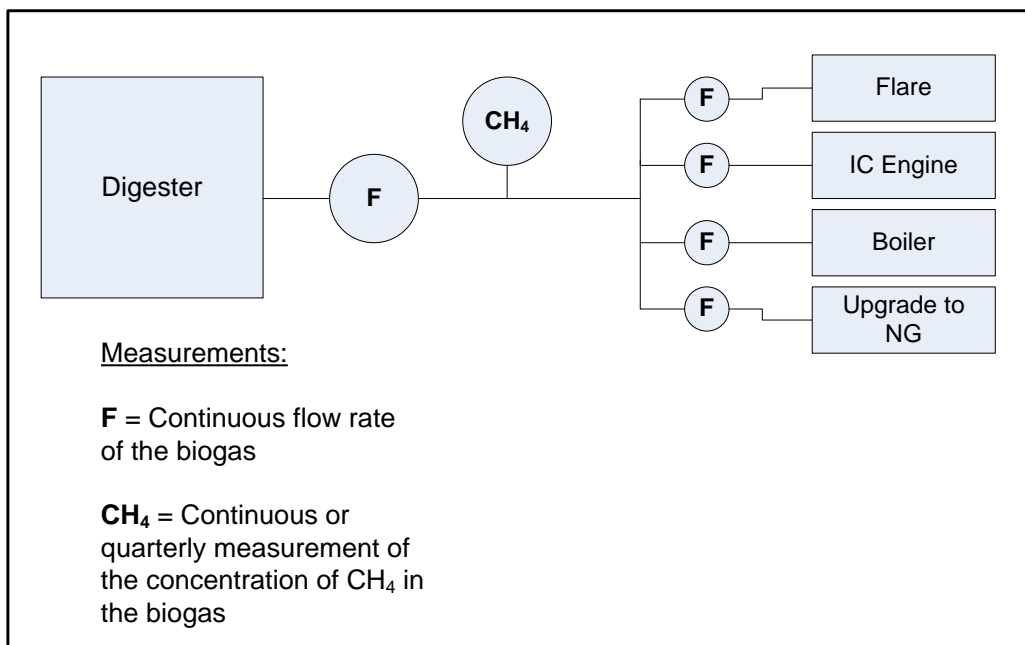 Digester
F
CH₄
F
Flare
F
IC Engine
F
Boiler
F
Upgrade to
NG
Measurements:
F = Continuous flow rate
of the biogas
CH₄ = Continuous or
quarterly measurement of
the concentration of CH₄ in
the biogas